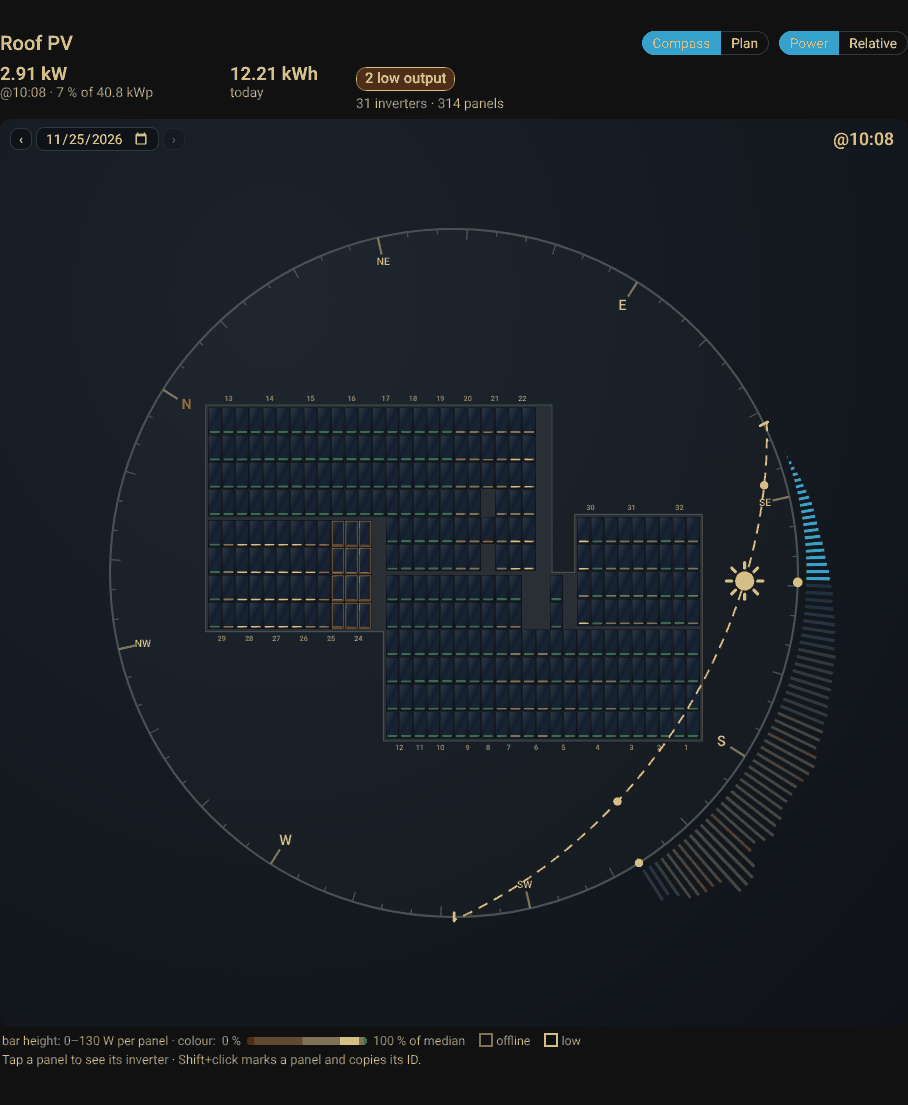 Roof PV
Compass Plan Power Relative
2.91 kW
@10:08 · 7 % of 40.8 kWp
12.21 kWh
today
2 low output
31 inverters · 314 panels
‹ 11/25/2026 ›
@10:08
NE
E
N
13 14 15 16 17 18 19 20 21 22
SE
30 31 32
29 28 27 26 25 24
NW
S
12 11 10 9 8 7 6 5 4 3 2 1
W
SW
bar height: 0–130 W per panel · colour: 0 % 100 % of median offline low
Tap a panel to see its inverter · Shift+click marks a panel and copies its ID.